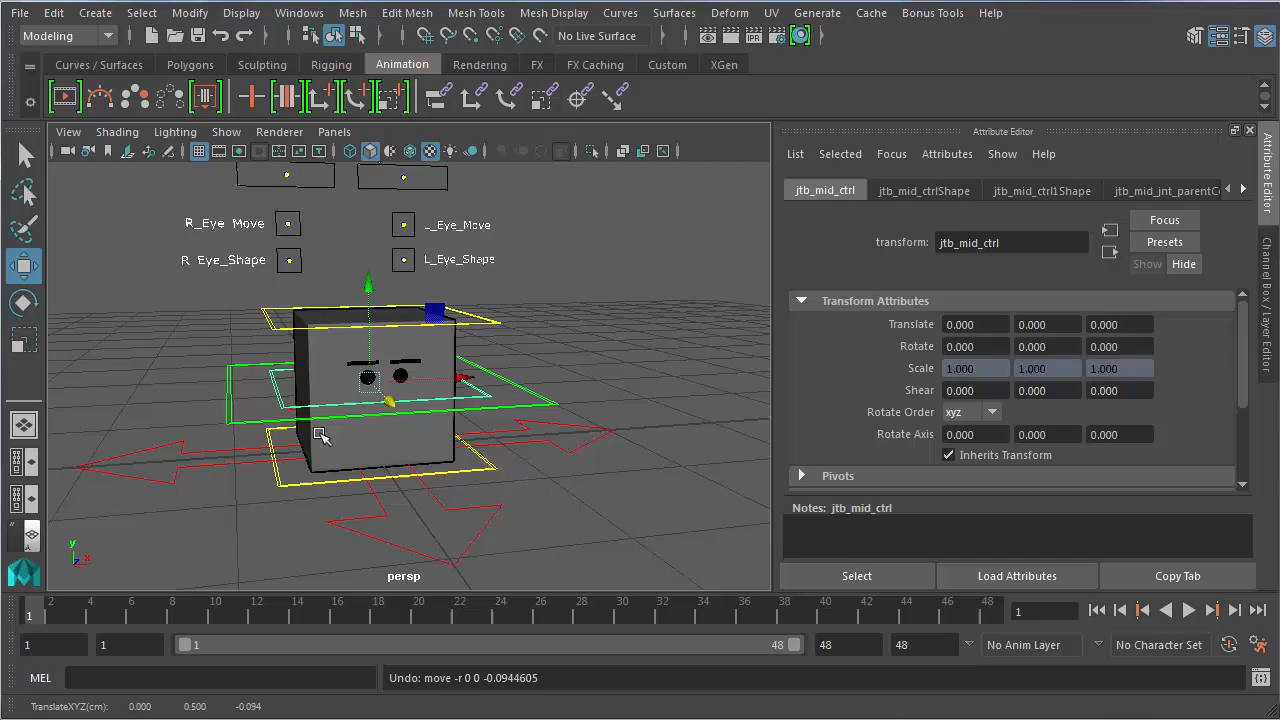 File Edit Create Select Modify Display Windows Mesh Edit Mesh Mesh Tools Mesh Display Curves Surfaces Deform UV Generate Cache Bonus Tools Help
Modeling No Live Surface IPR
Curves / Surfaces Polygons Sculpting Rigging Animation Rendering FX FX Caching Custom XGen
View Shading Lighting Show Renderer Panels
Attribute Editor
List Selected Focus Attributes Show Help
jtb_mid_ctrl jtb_mid_ctrlShape jtb_mid_ctrl1Shape jtb_mid_jnt_parentCo
Attribute Editor
Channel Box / Layer Editor
R_Eye Move L_Eye_Move
R Eye_Shape L_Eye_Shape
transform: jtb_mid_ctrl
Focus
Presets
Show Hide
Transform Attributes
Translate 0.000 0.000 0.000
Rotate 0.000 0.000 0.000
Scale 1.000 1.000 1.000
Shear 0.000 0.000 0.000
Rotate Order xyz
Rotate Axis 0.000 0.000 0.000
Inherits Transform
Pivots
Notes: jtb_mid_ctrl
Select Load Attributes Copy Tab
y
z x
persp
1 2 4 6 8 10 12 14 16 18 20 22 24 26 28 30 32 34 36 38 40 42 44 46 48 1
1 1 1 48 48 48 No Anim Layer No Character Set
MEL Undo: move -r 0 0 -0.0944605
TranslateXYZ(cm): 0.000 0.500 -0.094